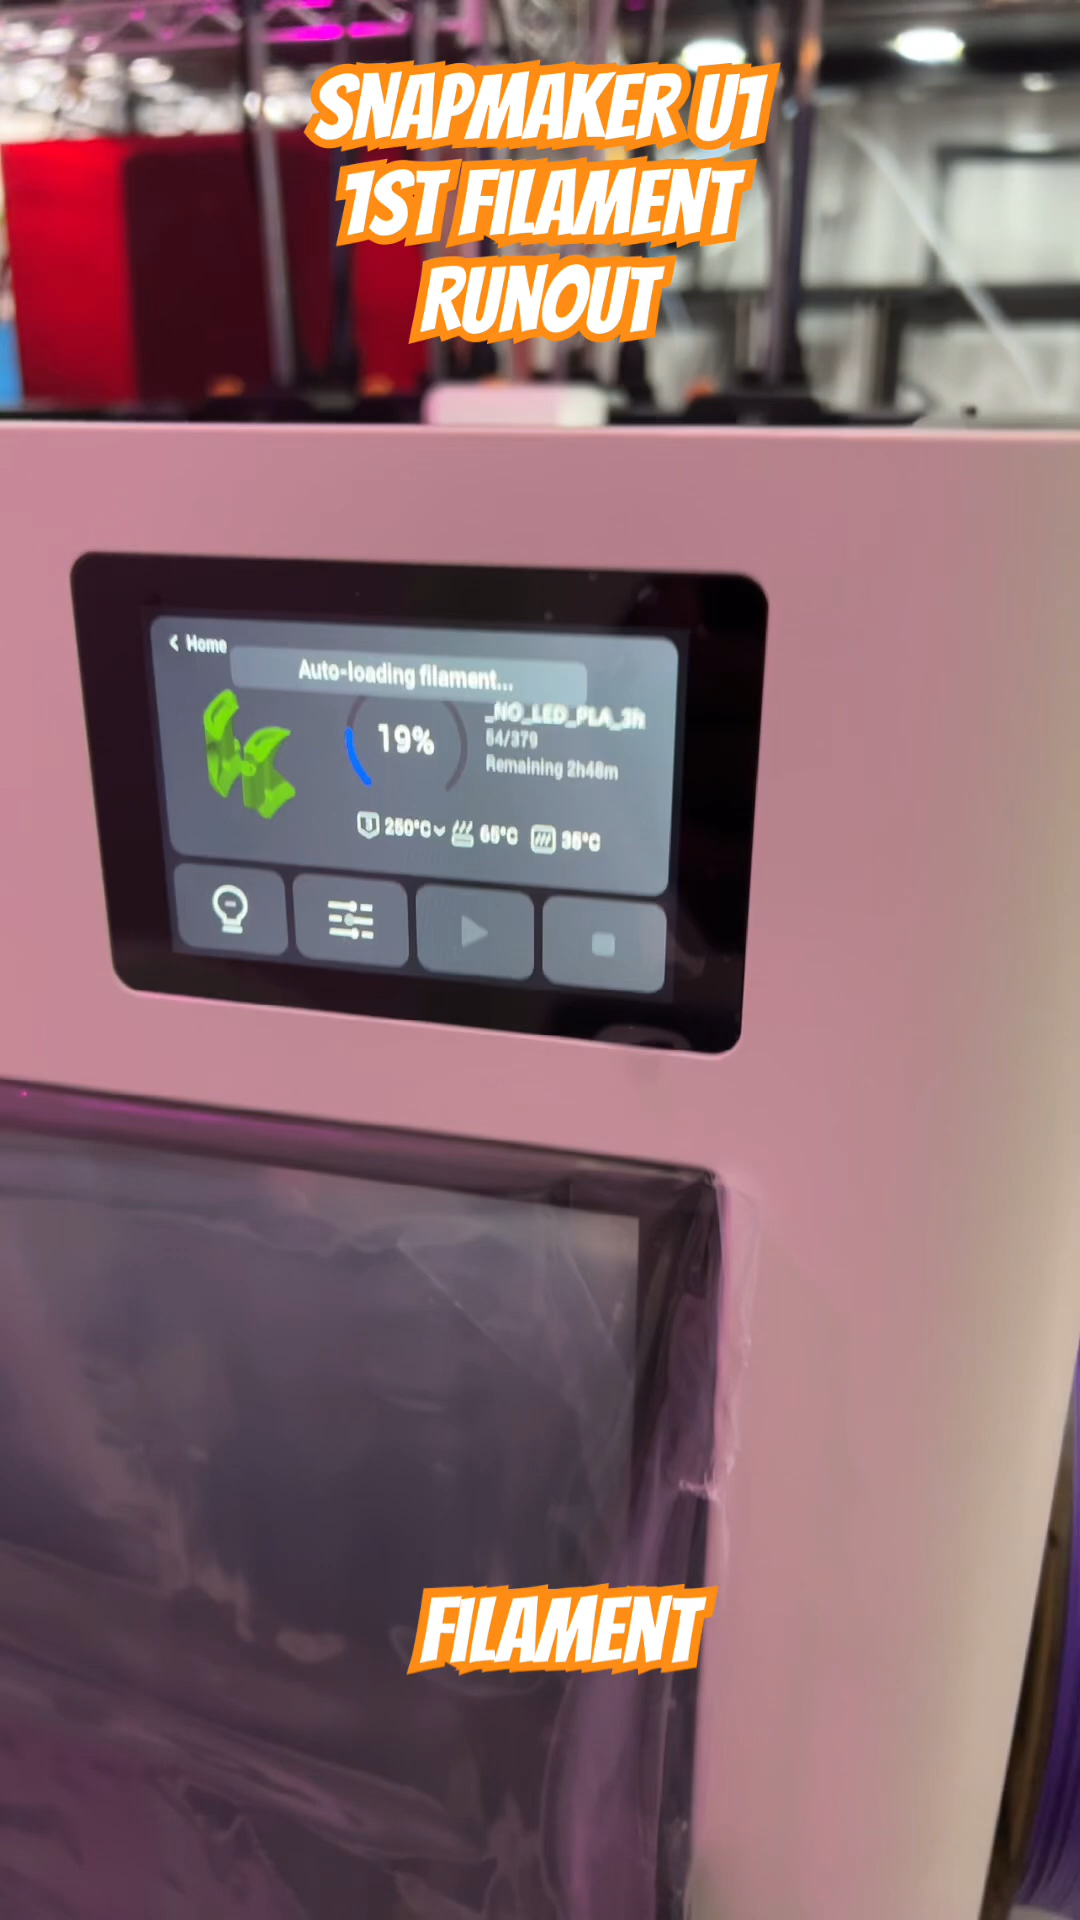 SNAPMAKER U1
1ST FILAMENT
RUNOUT
< Home
Auto-loading filament...
19%
_NO_LED_PLA_3h
54/379
Remaining 2h48m
3 250°C 65°C 35°C
FILAMENT